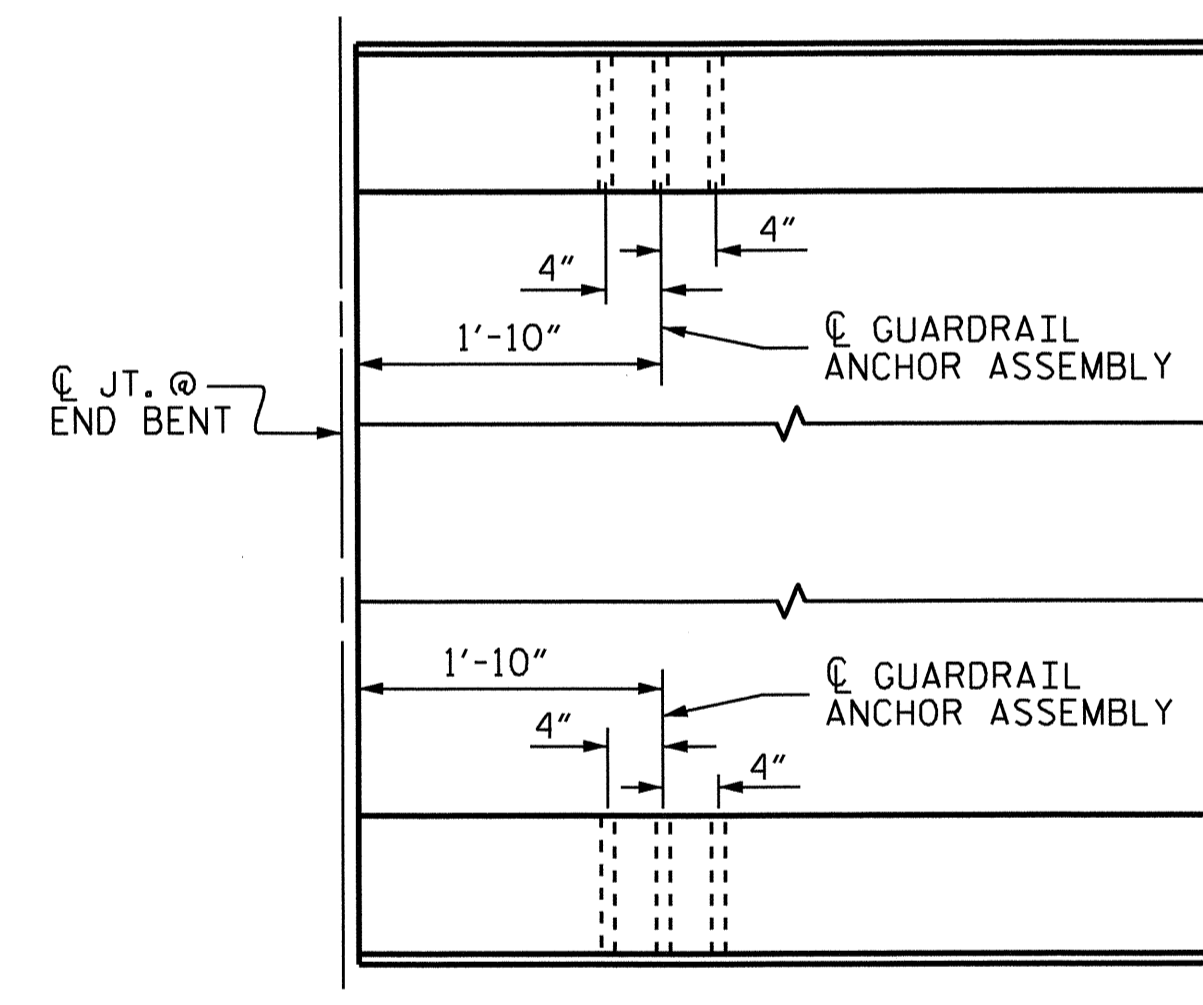 4"
4"
1'-10"
℄ GUARDRAIL
ANCHOR ASSEMBLY
℄ JT. @
END BENT
1'-10"
℄ GUARDRAIL
ANCHOR ASSEMBLY
4"
4"